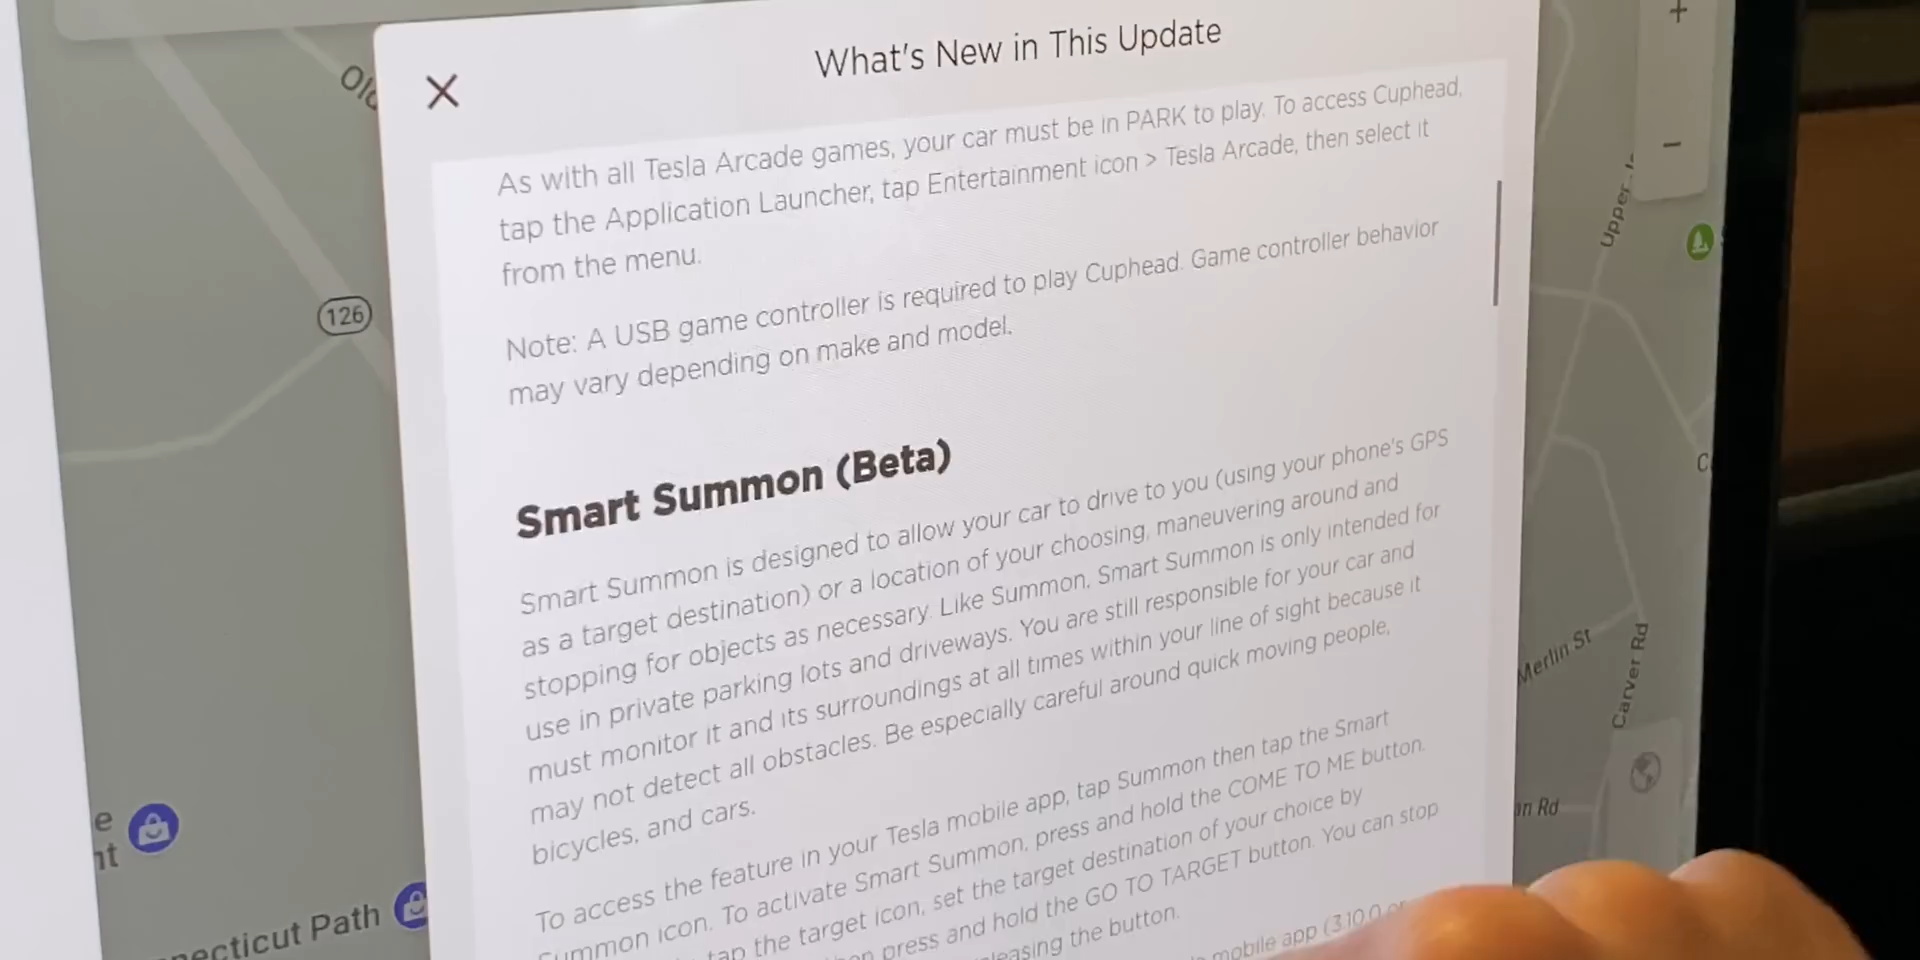 What's New in This Update
As with all Tesla Arcade games, your car must be in PARK to play. To access Cuphead,
tap the Application Launcher, tap Entertainment icon > Tesla Arcade, then select it
from the menu.
Note: A USB game controller is required to play Cuphead. Game controller behavior
may vary depending on make and model.
Smart Summon (Beta)
Smart Summon is designed to allow your car to drive to you (using your phone's GPS
as a target destination) or a location of your choosing, maneuvering around and
stopping for objects as necessary. Like Summon, Smart Summon is only intended for
use in private parking lots and driveways. You are still responsible for your car and
must monitor it and its surroundings at all times within your line of sight because it
may not detect all obstacles. Be especially careful around quick moving people,
bicycles, and cars.
To access the feature in your Tesla mobile app, tap Summon then tap the Smart
Summon icon. To activate Smart Summon, press and hold the COME TO ME button.
tap the target icon, set the target destination of your choice by
press and hold the GO TO TARGET button. You can stop
the button.
mobile app (3.10.0
126
Upper
Merlin St
Carver Rd
Rd
Path